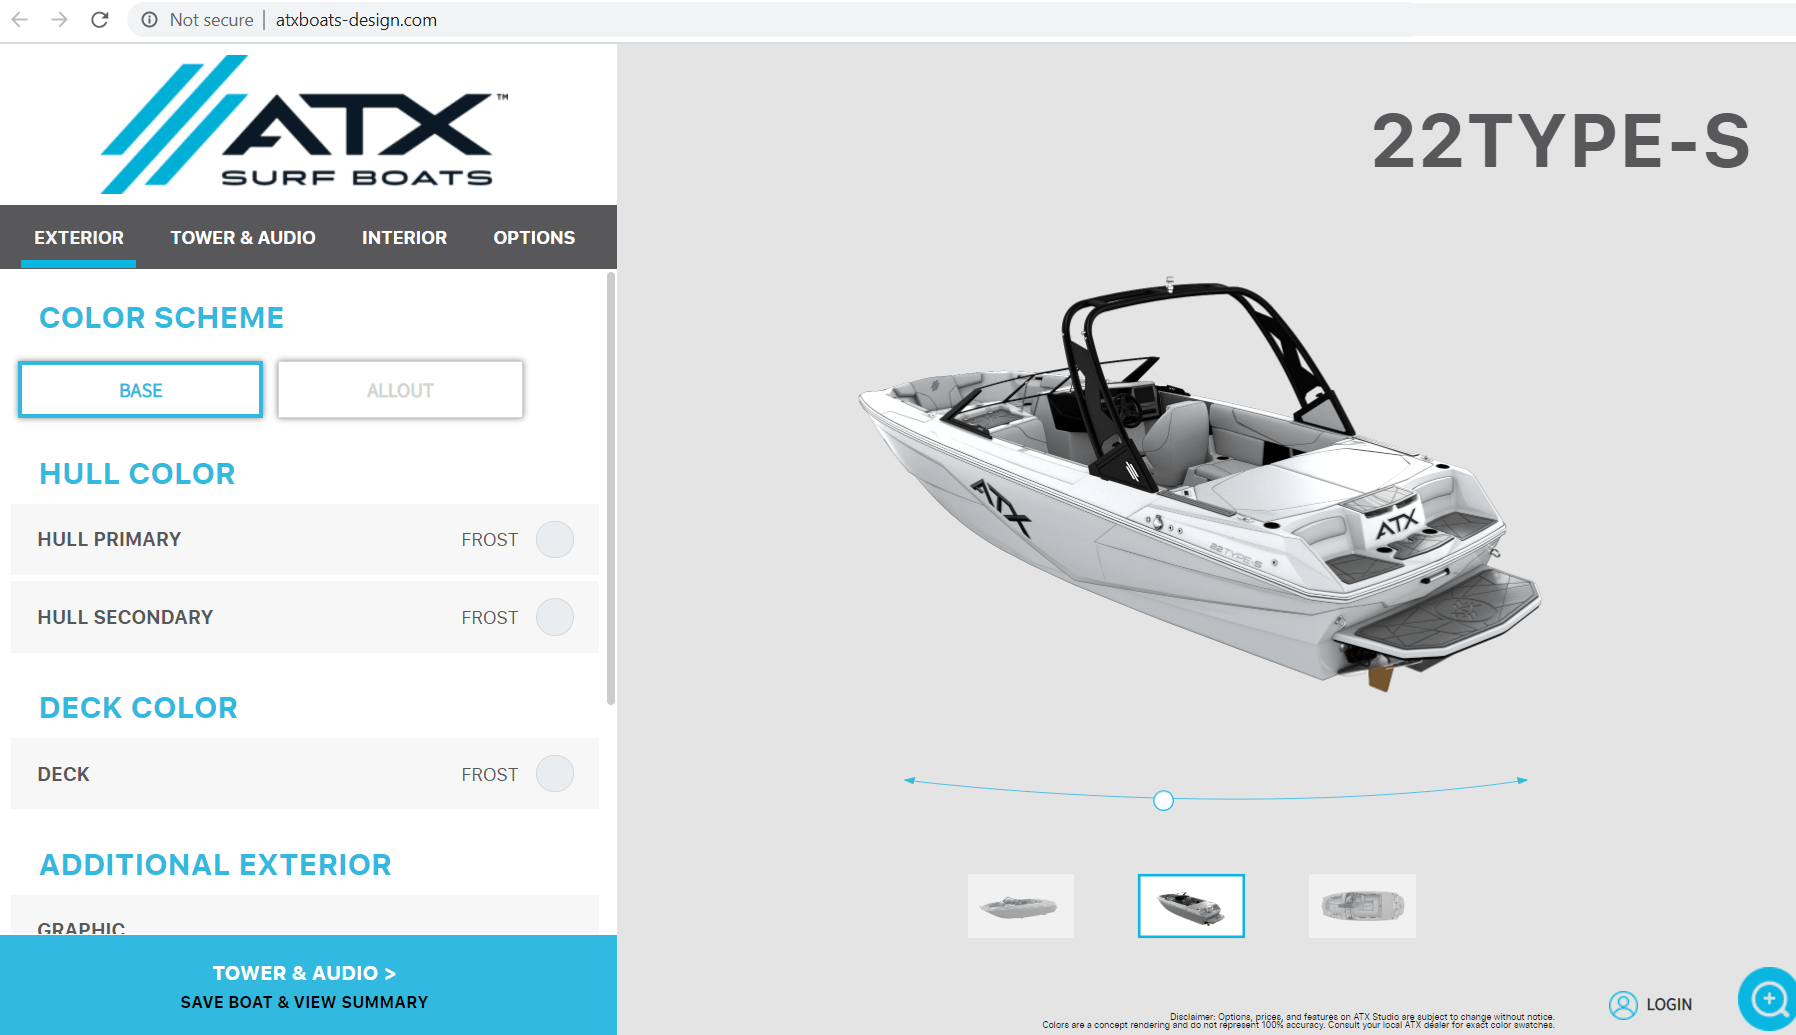 Not secure | atxboats-design.com
ATX™
SURF BOATS
EXTERIOR TOWER & AUDIO INTERIOR OPTIONS
COLOR SCHEME
BASE ALLOUT
HULL COLOR
HULL PRIMARY FROST
HULL SECONDARY FROST
DECK COLOR
DECK FROST
ADDITIONAL EXTERIOR
GRAPHIC
TOWER & AUDIO >
SAVE BOAT & VIEW SUMMARY
22TYPE-S
ATX
ATX
22TYPE-S
LOGIN
Disclaimer: Options, prices, and features on ATX Studio are subject to change without notice.
Colors are a concept rendering and do not represent 100% accuracy. Consult your local ATX dealer for exact color swatches.